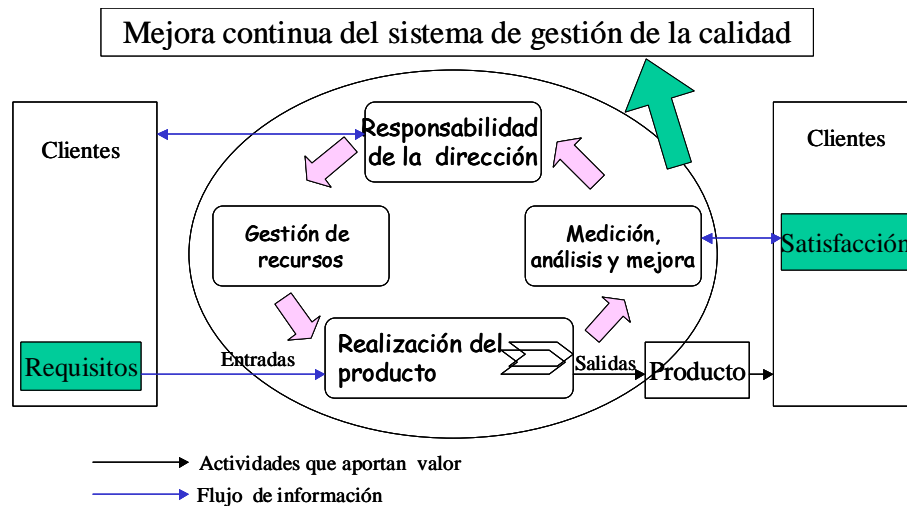 Mejora continua del sistema de gestión de la calidad
Clientes
Responsabilidad
de la dirección
Clientes
Gestión de
recursos
Medición,
análisis y mejora
Satisfacción
Requisitos
Entradas
Realización del
producto
Salidas
Producto
Actividades que aportan valor
Flujo de información